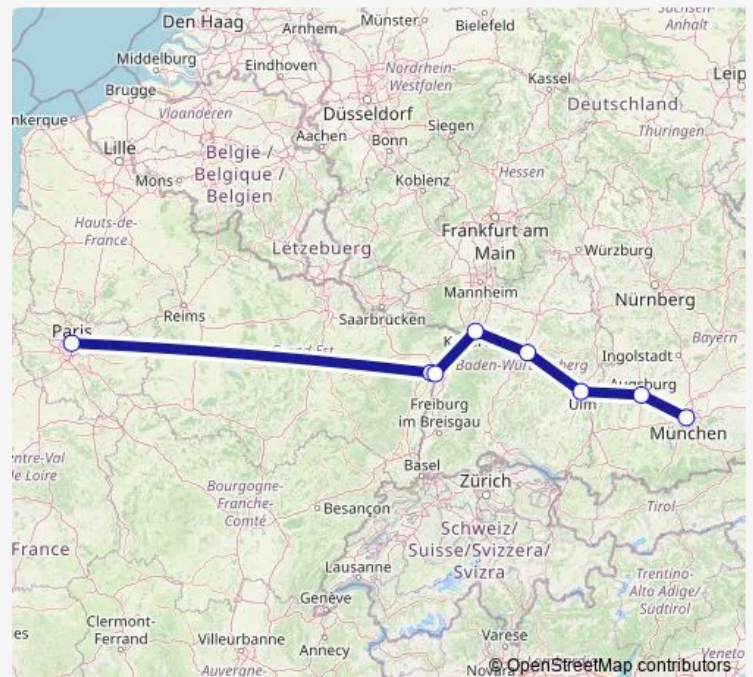 Den Haag
Arnhem
Münster
Bielefeld
Anhalt
Middelburg
Eindhoven
Nordrhein-
Westfalen
Kassel
Leip
Brugge
Vlaanderen
Düsseldorf
Deutschland
nkerque
Lille
Aachen
Bonn
Siegen
Thüringen
België /
Belgique /
Belgien
Mons
Koblenz
Hessen
Hauts-de-
France
Lëtzebuerg
Frankfurt am
Main
Würzburg
Mannheim
Nürnberg
Reims
Saarbrücken
Paris
Bayern
Ingolstadt
Baden-Wür
berg
Augsburg
Ulm
Freiburg
im Breisgau
München
entre-Val
le Loire
Basel
Zürich
Bourgogne-
Franche-
Comté
Besançon
Tirol
France
Schweiz/
Suisse/Svizzera/
Svizra
Lausanne
Trentino-
Alto Adige/
Südtirol
Genève
Clermont-
Ferrand
Villeurbanne
Annecy
Varese
Auvergne-
Novara
Veneto
© OpenStreetMap contributors